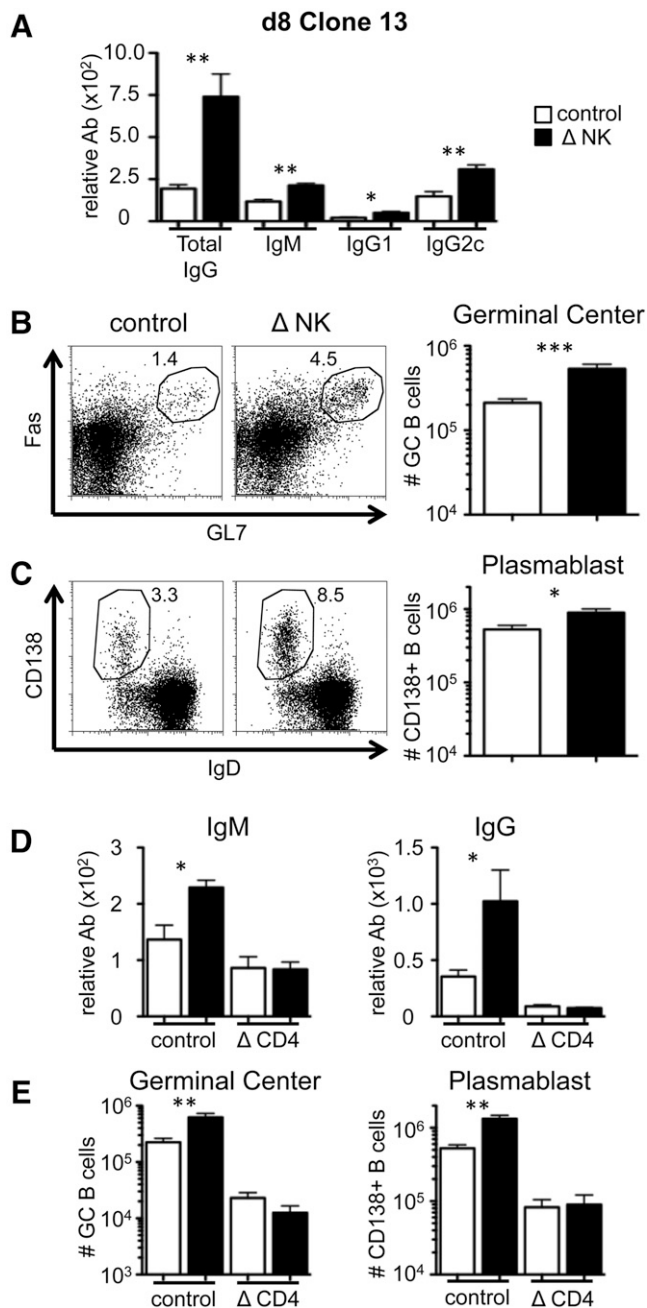 A
d8 Clone 13
relative Ab (x10²)
10.0
7.5
5.0
2.5
0
**
**
*
**
Total IgG
IgM
IgG1
IgG2c
control
Δ NK
B
control
Δ NK
1.4
4.5
Fas
GL7
Germinal Center
***
# GC B cells
10⁶
10⁵
10⁴
C
3.3
8.5
CD138
IgD
Plasmablast
*
# CD138+ B cells
10⁶
10⁵
10⁴
D
IgM
*
relative Ab (x10²)
3
2
1
0
control
Δ CD4
IgG
*
relative Ab (x10³)
1.5
1.0
0.5
0
control
Δ CD4
E
Germinal Center
**
# GC B cells
10⁶
10⁵
10⁴
10³
control
Δ CD4
Plasmablast
**
# CD138+ B cells
10⁶
10⁵
10⁴
control
Δ CD4